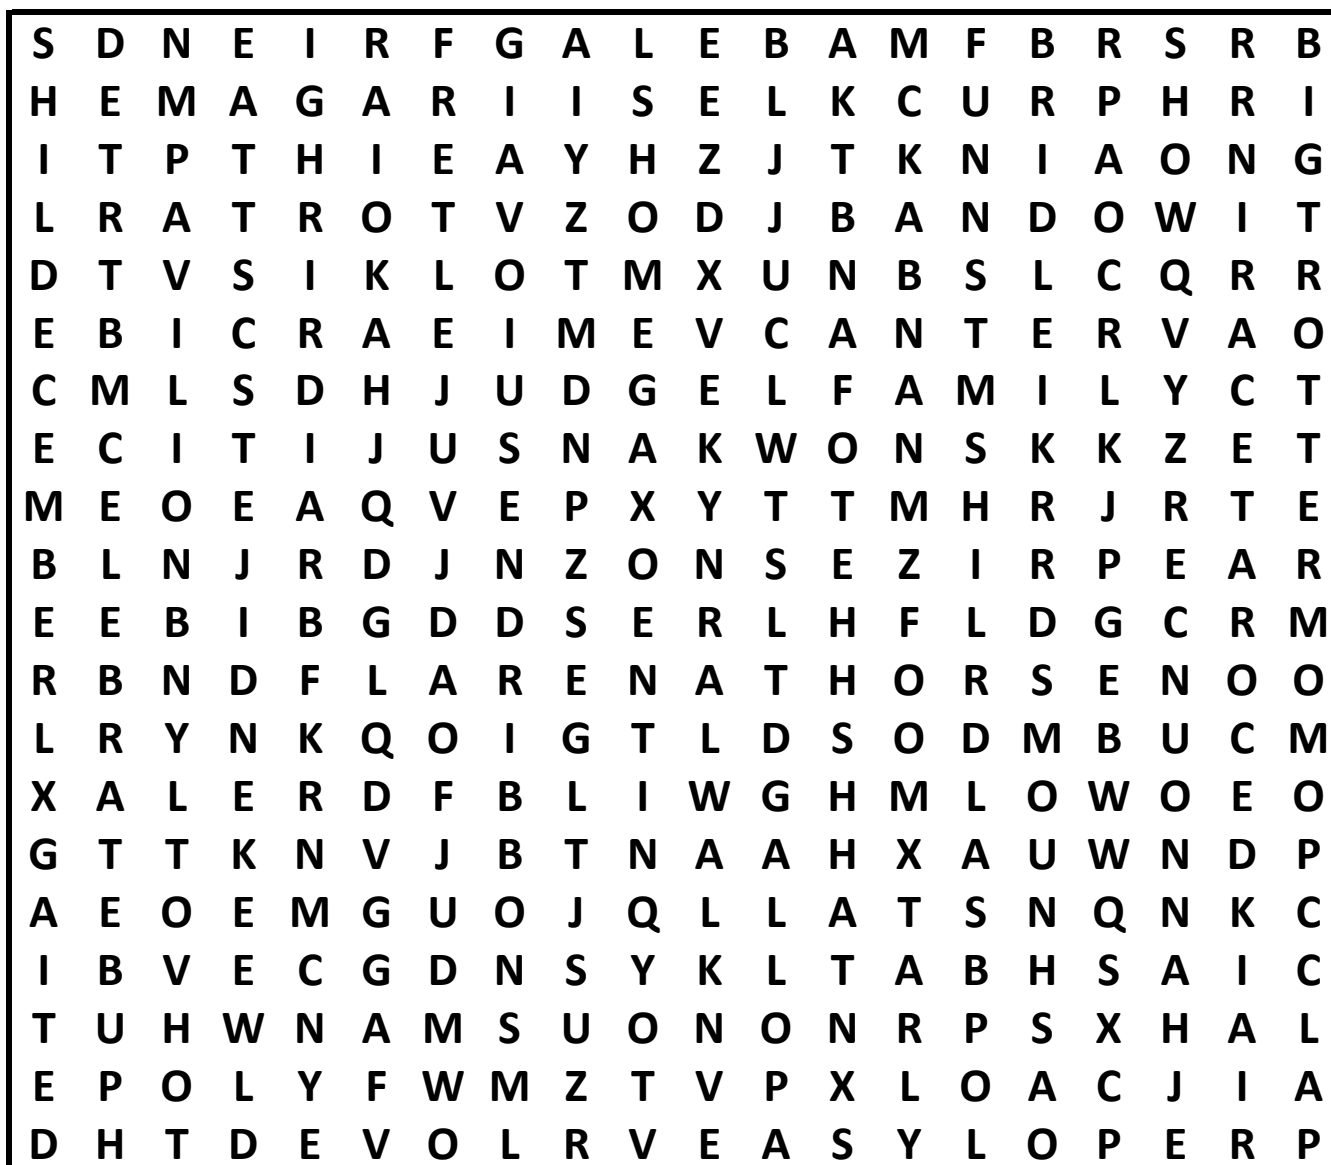 S D N E I R F G A L E B A M F B R S R B
H E M A G A R I I S E L K C U R P H R I
I T P T H I E A Y H Z J T K N I A O N G
L R A T R O T V Z O D J B A N D O W I T
D T V S I K L O T M X U N B S L C Q R R
E B I C R A E I M E V C A N T E R V A O
C M L S D H J U D G E L F A M I L Y C T
E C I T I J U S N A K W O N S K K Z E T
M E O E A Q V E P X Y T T M H R J R T E
B L N J R D J N Z O N S E Z I R P E A R
E E B I B G D D S E R L H F L D G C R M
R B N D F L A R E N A T H O R S E N O O
L R Y N K Q O I G T L D S O D M B U C M
X A L E R D F B L I W G H M L O W O E O
G T T K N V J B T N A A H X A U W N D P
A E O E M G U O J Q L L A T S N Q N K C
I B V E C G D N S Y K L T A B H S A I C
T U H W N A M S U O N O N R P S X H A L
E P O L Y F W M Z T V P X L O A C J I A
D H T D E V O L R V E A S Y L O P E R P